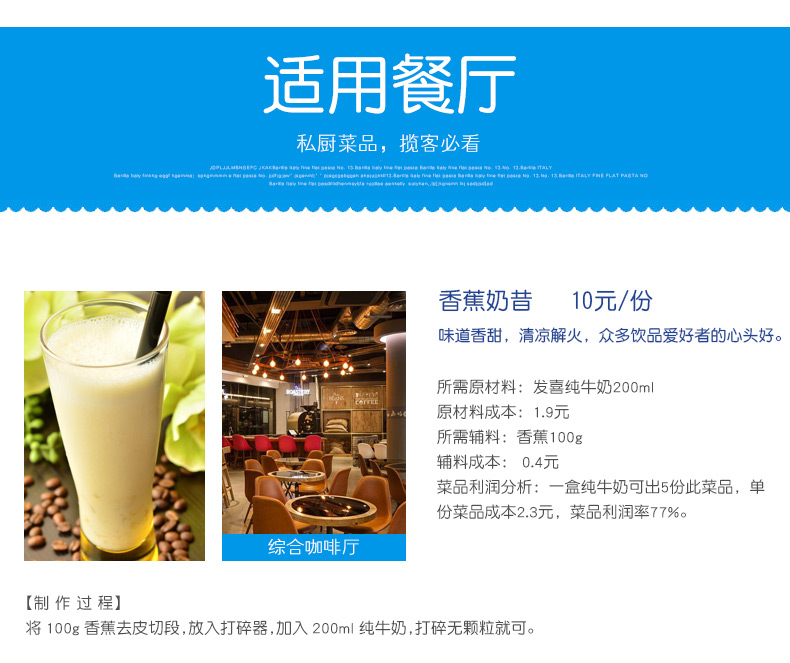 适用餐厅
私厨菜品，揽客必看
香蕉奶昔 10元/份
味道香甜，清凉解火，众多饮品爱好者的心头好。
所需原材料：发喜纯牛奶200ml
原材料成本：1.9元
所需辅料：香蕉100g
辅料成本： 0.4元
菜品利润分析：一盒纯牛奶可出5份此菜品，单
份菜品成本2.3元，菜品利润率77%。
综合咖啡厅
【制 作 过 程】
将 100g 香蕉去皮切段,放入打碎器,加入 200ml 纯牛奶,打碎无颗粒就可。